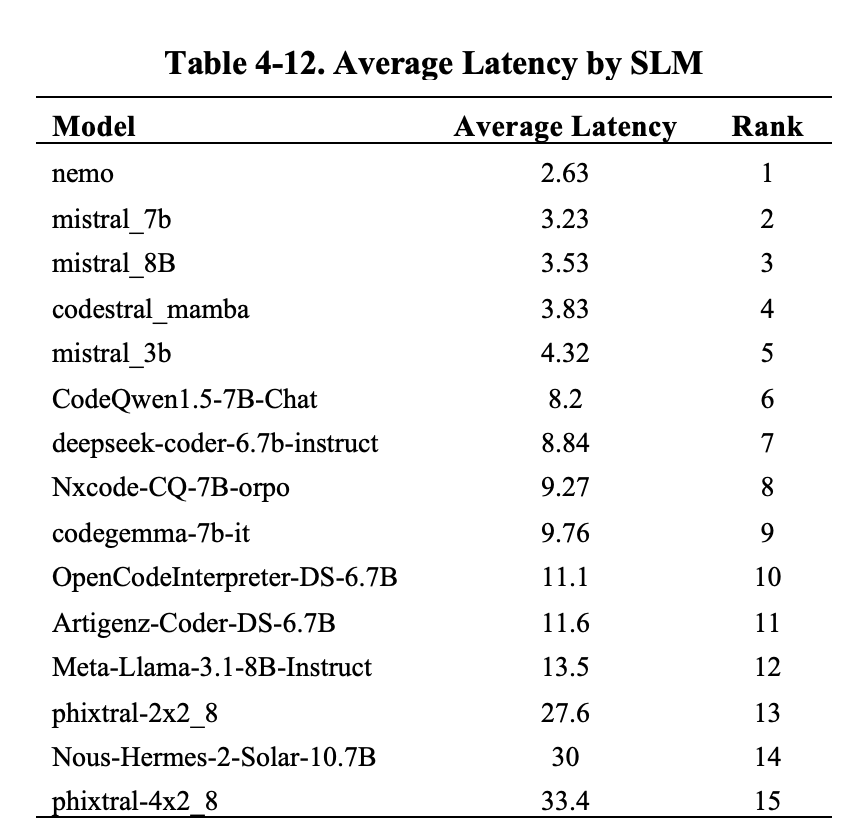 Table 4-12. Average Latency by SLM
Model Average Latency Rank
nemo 2.63 1
mistral_7b 3.23 2
mistral_8B 3.53 3
codestral_mamba 3.83 4
mistral_3b 4.32 5
CodeQwen1.5-7B-Chat 8.2 6
deepseek-coder-6.7b-instruct 8.84 7
Nxcode-CQ-7B-orpo 9.27 8
codegemma-7b-it 9.76 9
OpenCodeInterpreter-DS-6.7B 11.1 10
Artigenz-Coder-DS-6.7B 11.6 11
Meta-Llama-3.1-8B-Instruct 13.5 12
phixtral-2x2_8 27.6 13
Nous-Hermes-2-Solar-10.7B 30 14
phixtral-4x2_8 33.4 15